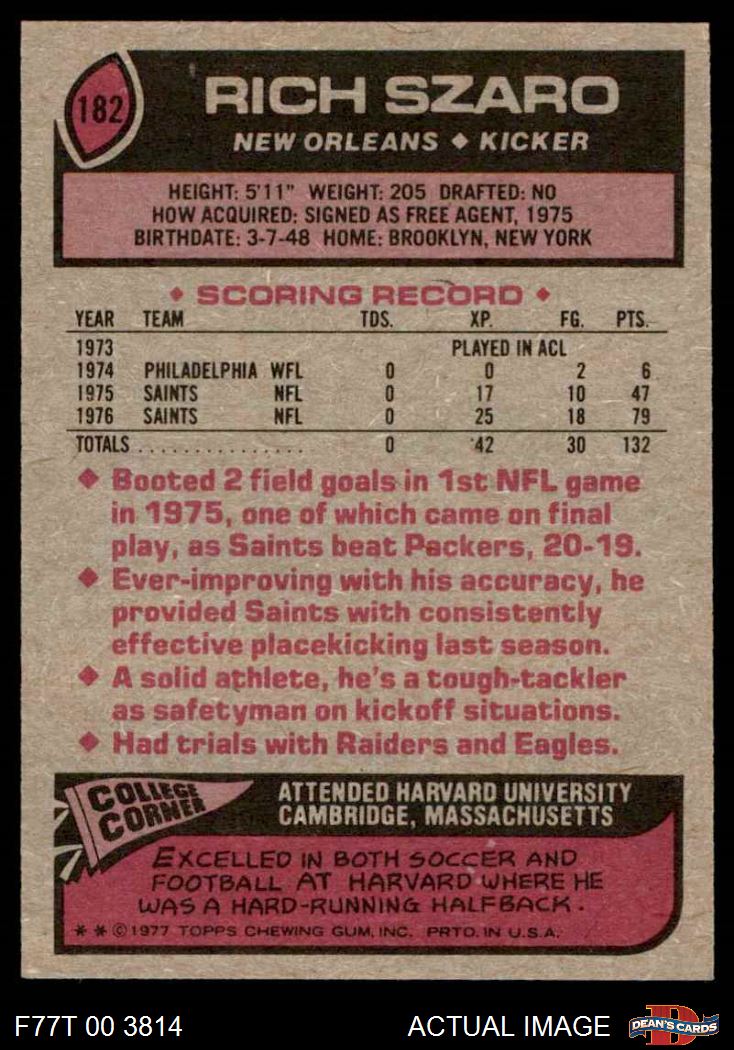 182
RICH SZARO
NEW ORLEANS ◆ KICKER
HEIGHT: 5'11" WEIGHT: 205 DRAFTED: NO
HOW ACQUIRED: SIGNED AS FREE AGENT, 1975
BIRTHDATE: 3-7-48 HOME: BROOKLYN, NEW YORK
◆ SCORING RECORD ◆
YEAR TEAM TDS. XP. FG. PTS.
1973 PLAYED IN ACL
1974 PHILADELPHIA WFL 0 0 2 6
1975 SAINTS NFL 0 17 10 47
1976 SAINTS NFL 0 25 18 79
TOTALS ............... 0 42 30 132
◆ Booted 2 field goals in 1st NFL game
in 1975, one of which came on final
play, as Saints beat Packers, 20-19.
◆ Ever-improving with his accuracy, he
provided Saints with consistently
effective placekicking last season.
◆ A solid athlete, he's a tough-tackler
as safetyman on kickoff situations.
◆ Had trials with Raiders and Eagles.
COLLEGE
CORNER
ATTENDED HARVARD UNIVERSITY
CAMBRIDGE, MASSACHUSETTS
EXCELLED IN BOTH SOCCER AND
FOOTBALL AT HARVARD WHERE HE
WAS A HARD-RUNNING HALFBACK.
* * © 1977 TOPPS CHEWING GUM, INC. PRTD. IN U.S.A.
F77T 00 3814
ACTUAL IMAGE
D
DEAN'S CARDS